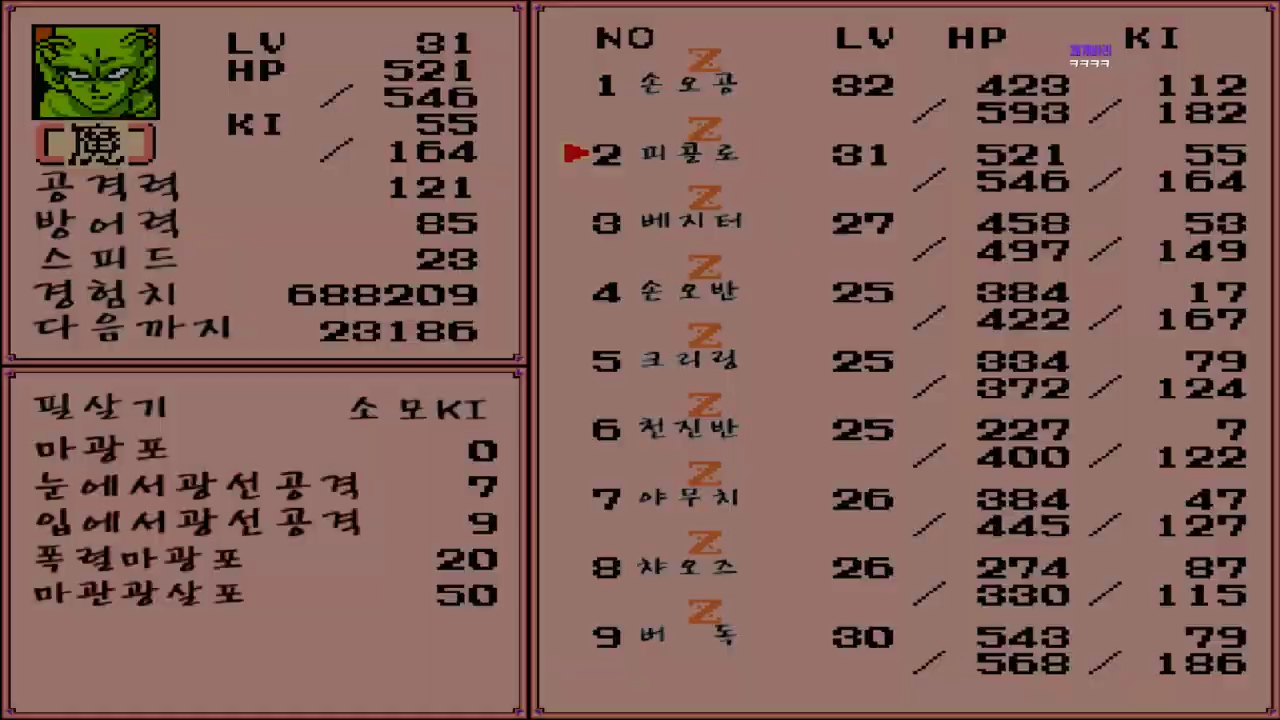 LV 31
HP 521
／ 546
KI 55
／ 164
魔
공격력 121
방어력 85
스피드 23
경험치 688209
다음까지 23186
필살기 소모KI
마광포 0
눈에서광선공격 7
입에서광선공격 9
폭렬마광포 20
마관광살포 50
NO LV HP KI
ㅋㅋㅋㅋ
Z
1 손오공 32 423 112
／ 593 ／ 182
Z
2 피콜로 31 521 55
／ 546 ／ 164
Z
3 베지터 27 458 53
／ 497 ／ 149
Z
4 손오반 25 384 17
／ 422 ／ 167
Z
5 크리링 25 334 79
／ 372 ／ 124
Z
6 천진반 25 227 7
／ 400 ／ 122
Z
7 야무치 26 384 47
／ 445 ／ 127
Z
8 챠오즈 26 274 87
／ 330 ／ 115
Z
9 버 독 30 543 79
／ 568 ／ 186